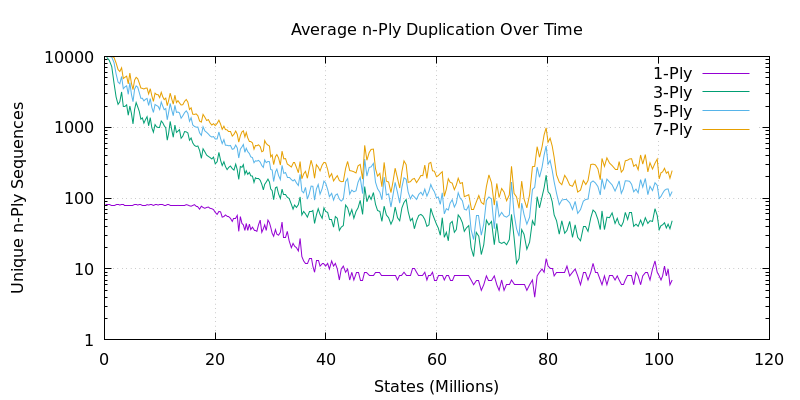 Average n-Ply Duplication Over Time
Unique n-Ply Sequences
10000
1000
100
10
1
1-Ply
3-Ply
5-Ply
7-Ply
0 20 40 60 80 100 120
States (Millions)